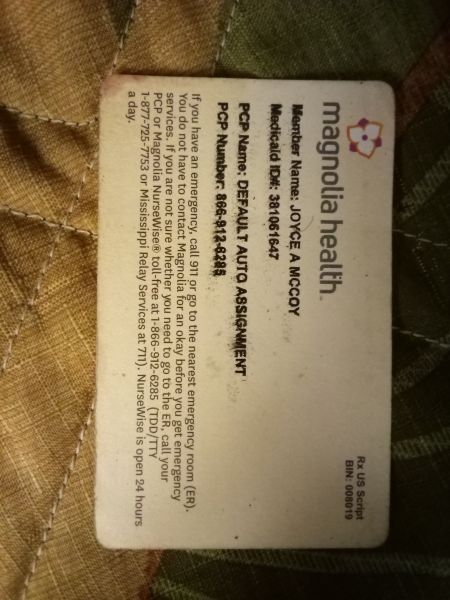 magnolia health™
Rx US Script
BIN: 008019
Member Name: JOYCE A MCCOY
Medicaid ID#: 381061647
PCP Name: DEFAULT AUTO ASSIGNMENT
PCP Number: 866-912-6285
If you have an emergency, call 911 or go to the nearest emergency room (ER).
You do not have to contact Magnolia for an okay before you get emergency
services. If you are not sure whether you need to go to the ER, call your
PCP or Magnolia NurseWise® toll-free at 1-866-912-6285 (TDD/TTY
1-877-725-7753 or Mississippi Relay Services at 711). NurseWise is open 24 hours
a day.